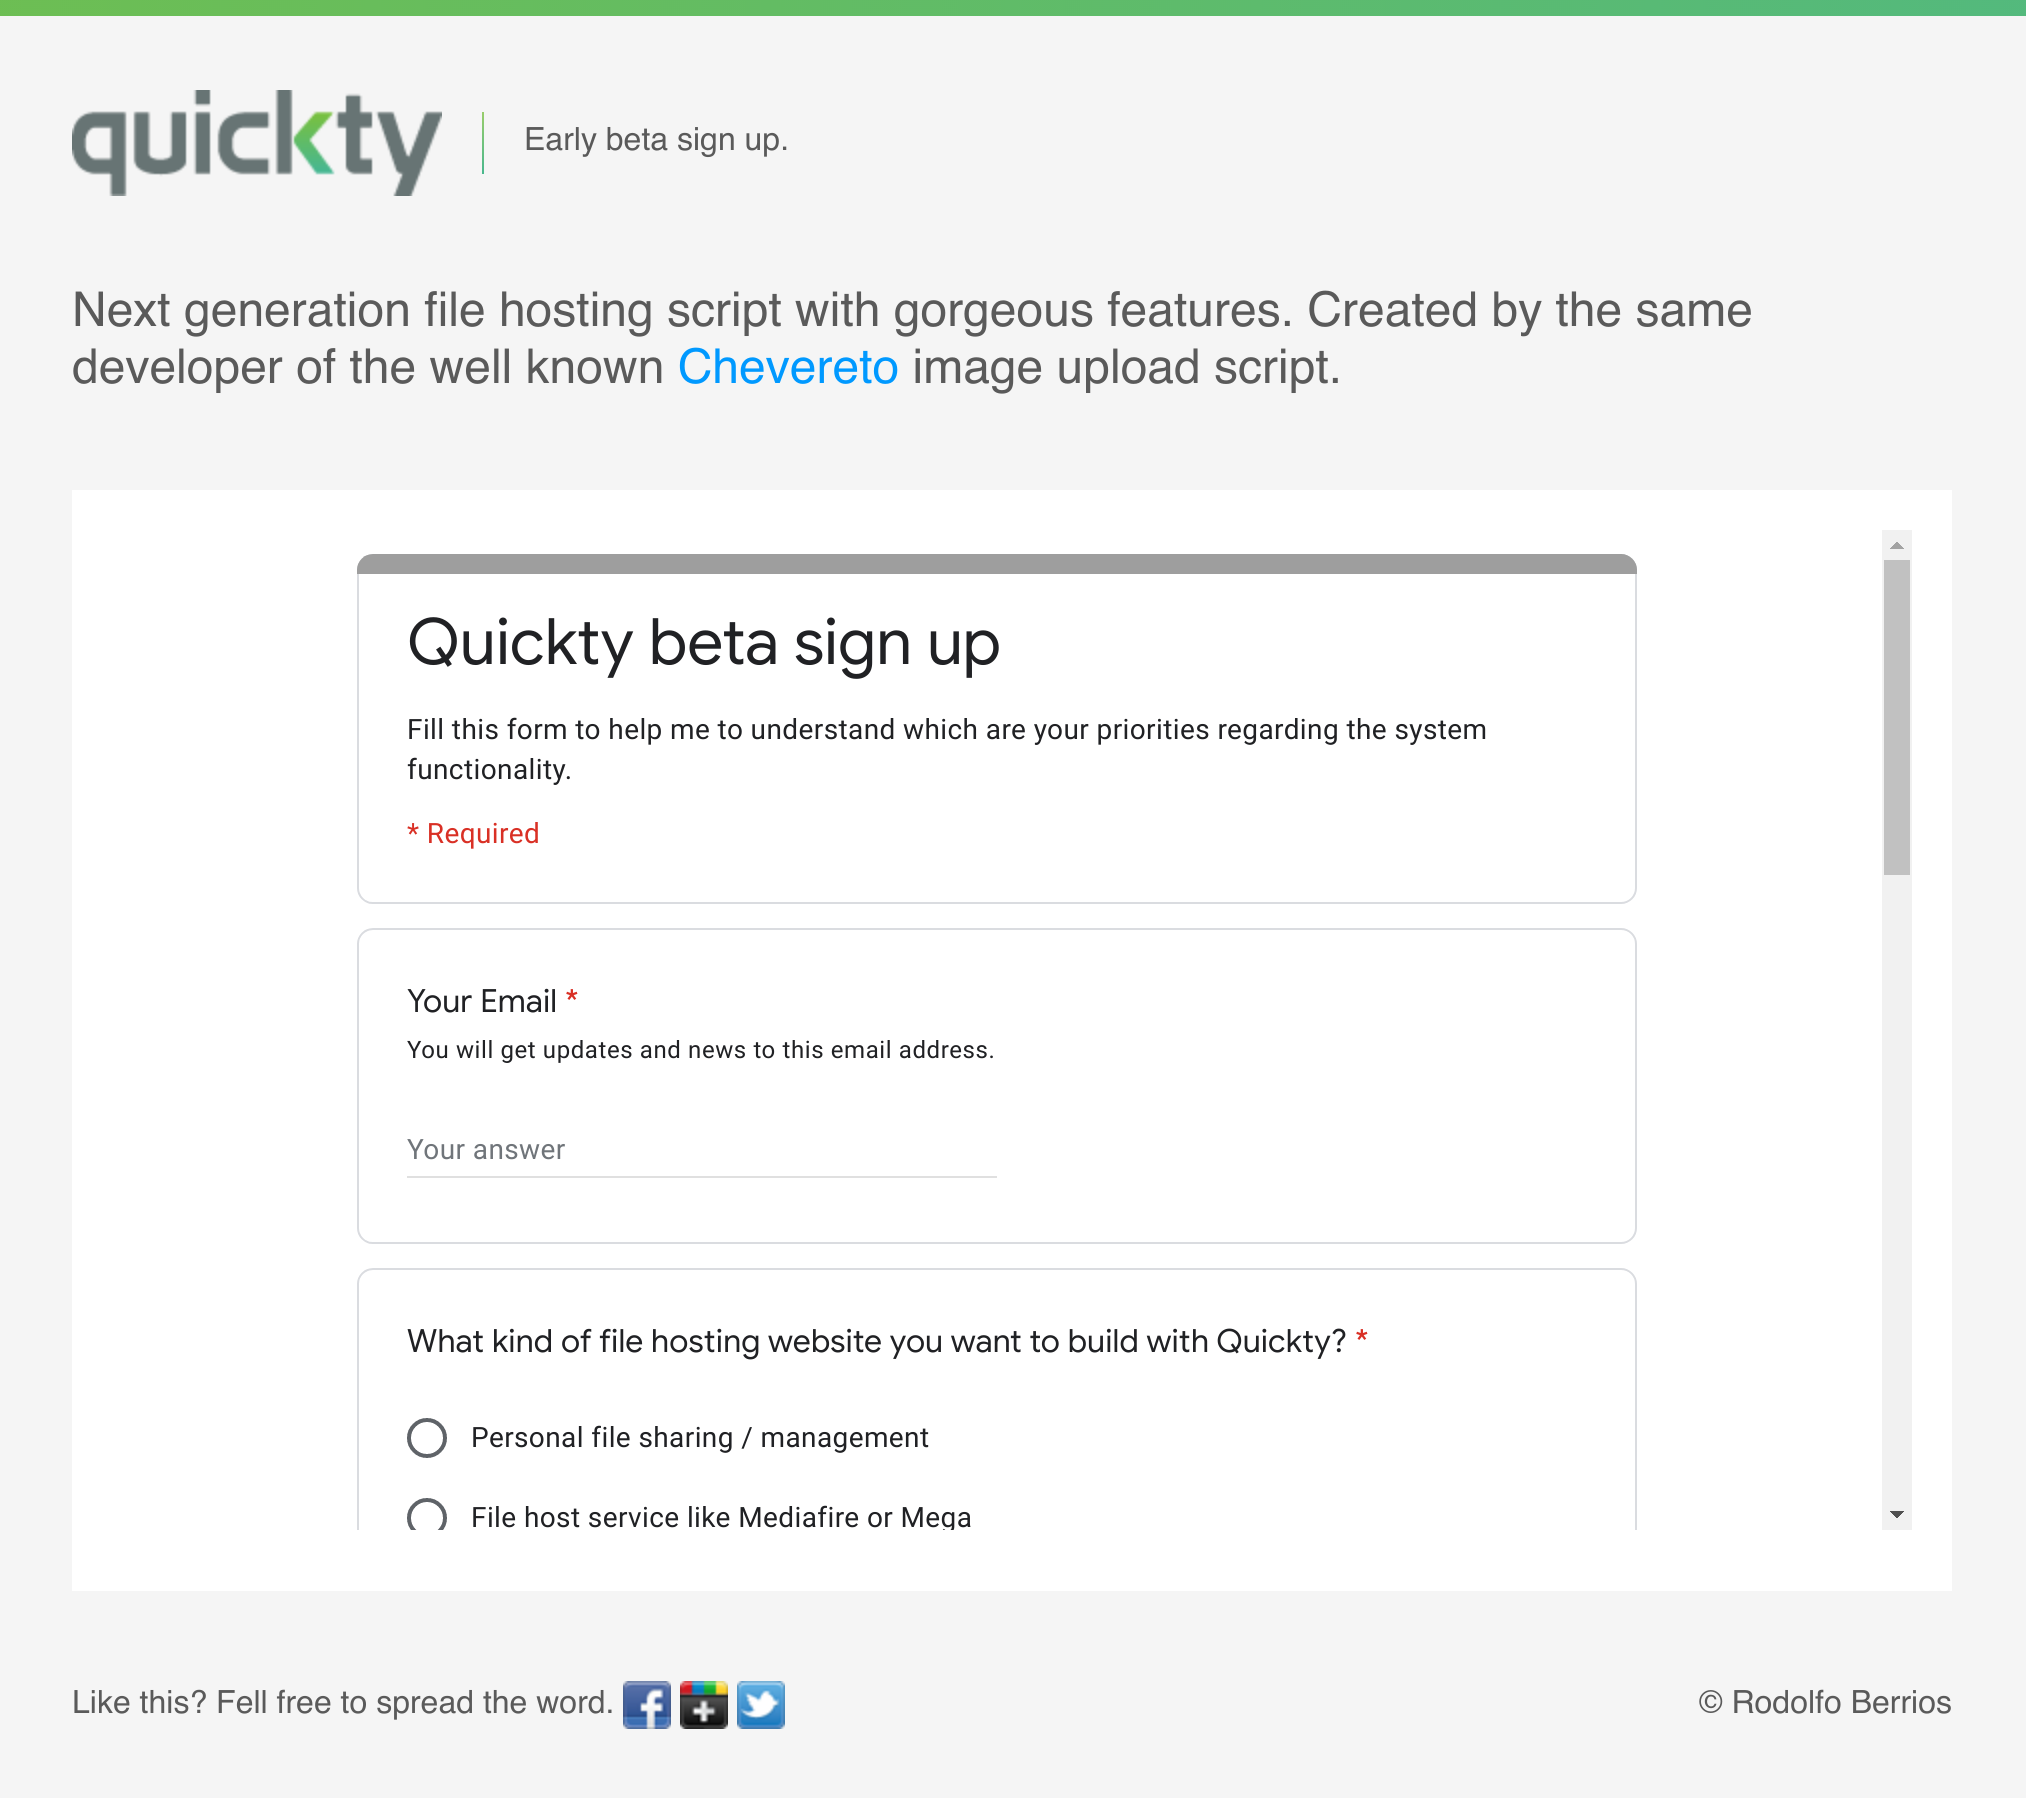 quickty
Early beta sign up.
Next generation file hosting script with gorgeous features. Created by the same
developer of the well known Chevereto image upload script.
Quickty beta sign up
Fill this form to help me to understand which are your priorities regarding the system
functionality.
* Required
Your Email *
You will get updates and news to this email address.
Your answer
What kind of file hosting website you want to build with Quickty? *
Personal file sharing / management
File host service like Mediafire or Mega
Like this? Fell free to spread the word.
© Rodolfo Berrios